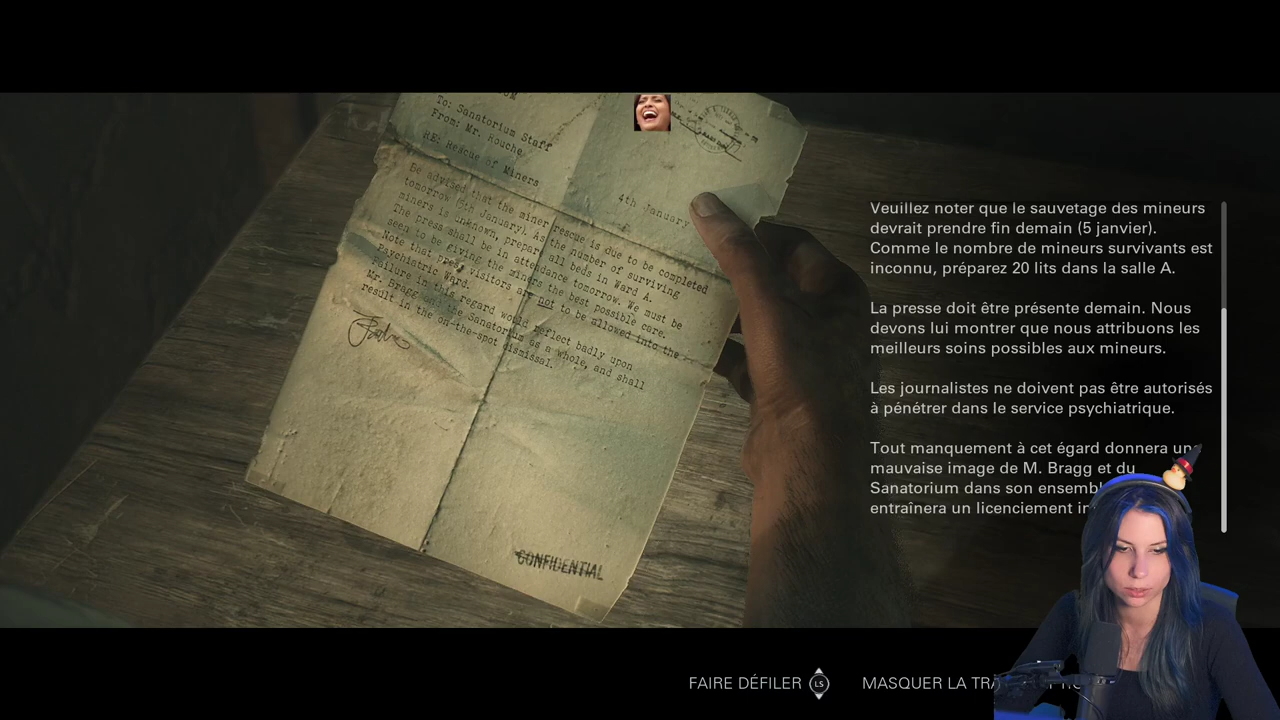 To: Sanatorium Staff
From: Mr. Rouche
RE: Rescue of Miners
4th January
Be advised that the miner rescue is due to be completed
tomorrow (5th January). As the number of surviving
miners is unknown, prepare all beds in Ward A.
The press shall be in attendance tomorrow. We must be
seen to be giving the miners the best possible care.
Note that press visitors are not to be allowed into the
Psychiatric Ward.
Failure in this regard would reflect badly upon
Mr. Bragg and the Sanatorium as a whole, and shall
result in the on-the-spot dismissal.
CONFIDENTIAL
Veuillez noter que le sauvetage des mineurs
devrait prendre fin demain (5 janvier).
Comme le nombre de mineurs survivants est
inconnu, préparez 20 lits dans la salle A.
La presse doit être présente demain. Nous
devons lui montrer que nous attribuons les
meilleurs soins possibles aux mineurs.
Les journalistes ne doivent pas être autorisés
à pénétrer dans le service psychiatrique.
Tout manquement à cet égard donnera une
mauvaise image de M. Bragg et du
Sanatorium dans son ensemble
entraînera un licenciement
FAIRE DÉFILER LS
MASQUER LA